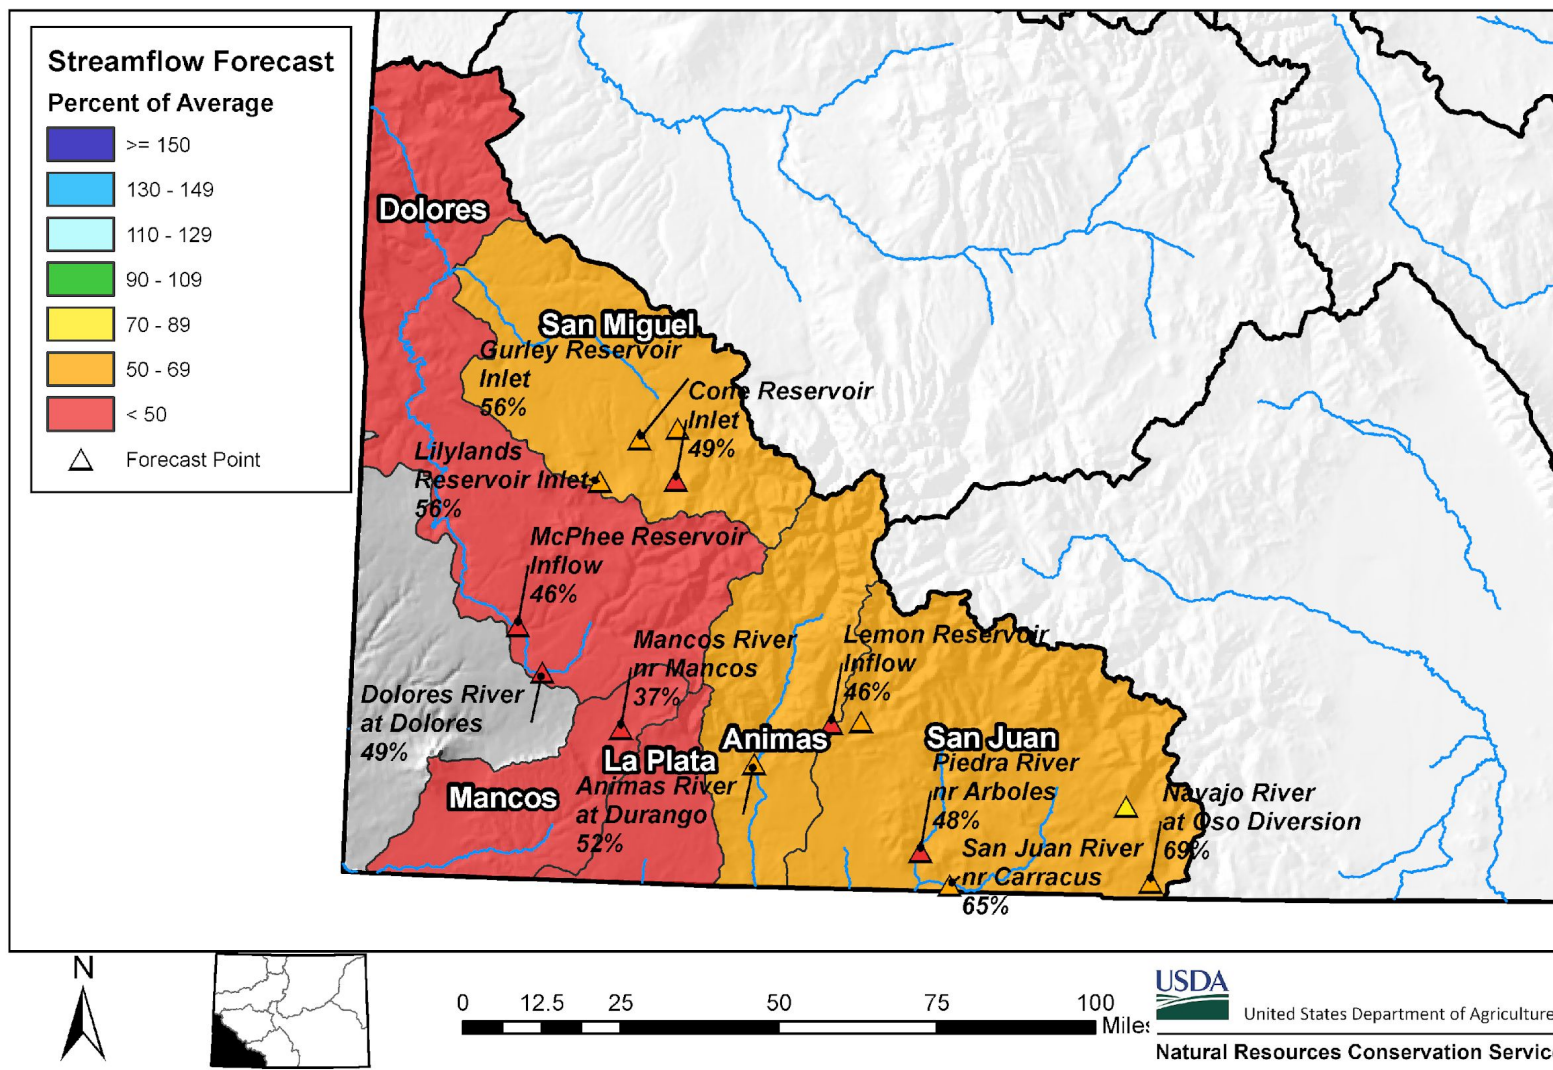 Streamflow Forecast
Percent of Average
>= 150
130 - 149
110 - 129
90 - 109
70 - 89
50 - 69
< 50
Forecast Point
Dolores
San Miguel
Gurley Reservoir
Inlet
56%
Cone Reservoir
Inlet
49%
Lilylands
Reservoir Inlet
56%
McPhee Reservoir
Inflow
46%
Mancos River
nr Mancos
37%
Lemon Reservoir
Inflow
46%
Dolores River
at Dolores
49%
La Plata
Animas
San Juan
Mancos
Animas River
at Durango
52%
Piedra River
nr Arboles
48%
Navajo River
at Oso Diversion
69%
San Juan River
nr Carracus
65%
N
0 12.5 25 50 75 100
Miles
USDA
United States Department of Agriculture
Natural Resources Conservation Servic